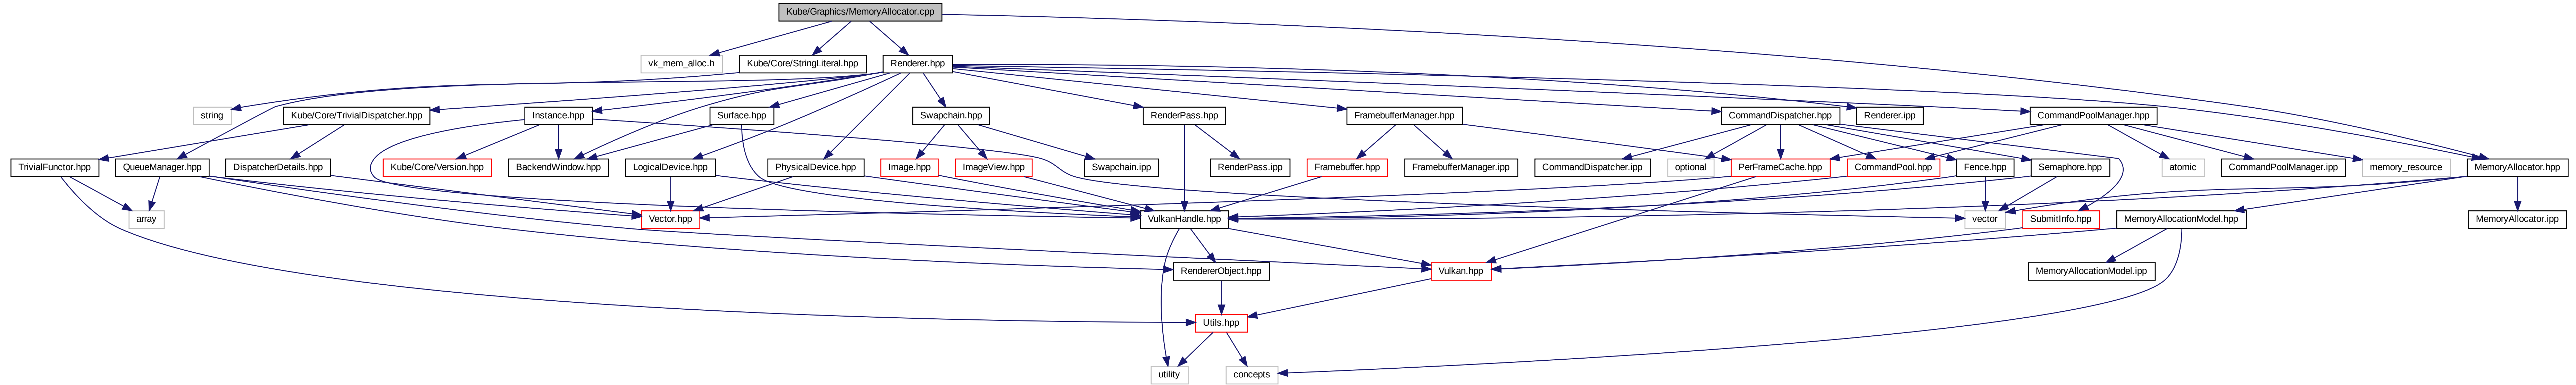 Kube/Graphics/MemoryAllocator.cpp
vk_mem_alloc.h
Kube/Core/StringLiteral.hpp
Renderer.hpp
string
Kube/Core/TrivialDispatcher.hpp
Instance.hpp
Surface.hpp
Swapchain.hpp
RenderPass.hpp
FramebufferManager.hpp
CommandDispatcher.hpp
Renderer.ipp
CommandPoolManager.hpp
TrivialFunctor.hpp
QueueManager.hpp
DispatcherDetails.hpp
Kube/Core/Version.hpp
BackendWindow.hpp
LogicalDevice.hpp
PhysicalDevice.hpp
Image.hpp
ImageView.hpp
Swapchain.ipp
RenderPass.ipp
Framebuffer.hpp
FramebufferManager.ipp
CommandDispatcher.ipp
optional
PerFrameCache.hpp
CommandPool.hpp
Fence.hpp
Semaphore.hpp
atomic
CommandPoolManager.ipp
memory_resource
MemoryAllocator.hpp
array
Vector.hpp
VulkanHandle.hpp
vector
SubmitInfo.hpp
MemoryAllocationModel.hpp
MemoryAllocator.ipp
RendererObject.hpp
Vulkan.hpp
MemoryAllocationModel.ipp
Utils.hpp
utility
concepts